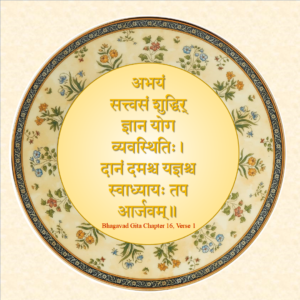 अभयं
सत्त्वसं शुद्धिर्
ज्ञान योग
व्यवस्थितिः।
दानं दमश्च यज्ञश्च
स्वाध्यायः तप
आर्जवम्॥
Bhagavad Gita Chapter 16, Verse 1